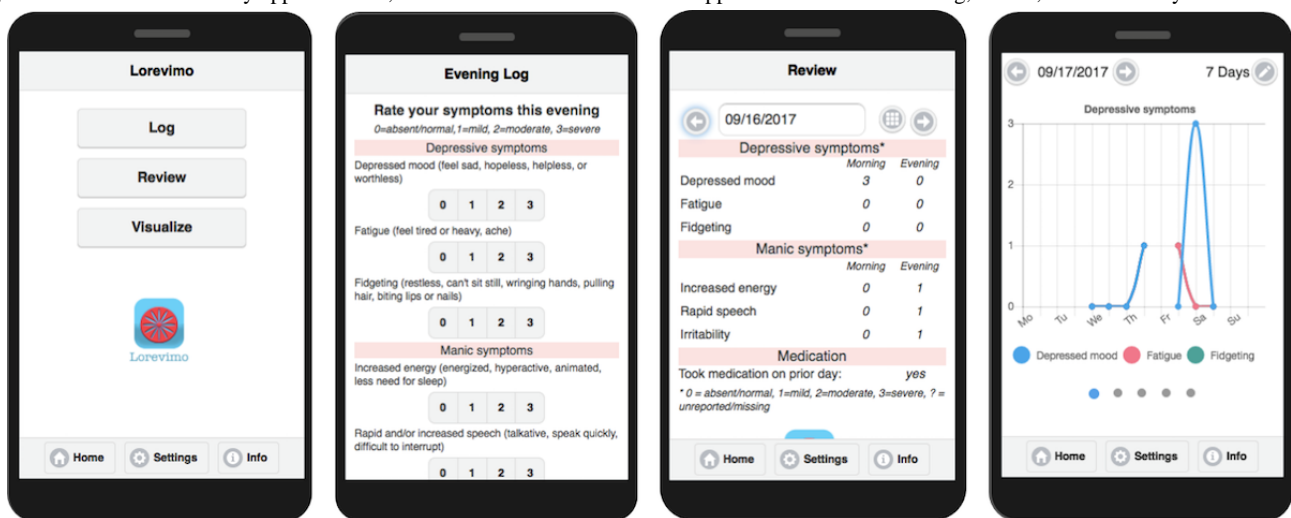 Lorevimo
Log
Review
Visualize
Lorevimo
Home Settings Info
Evening Log
Rate your symptoms this evening
0=absent/normal,1=mild, 2=moderate, 3=severe
Depressive symptoms
Depressed mood (feel sad, hopeless, helpless, or
worthless)
0 1 2 3
Fatigue (feel tired or heavy, ache)
0 1 2 3
Fidgeting (restless, can't sit still, wringing hands, pulling
hair, biting lips or nails)
0 1 2 3
Manic symptoms
Increased energy (energized, hyperactive, animated,
less need for sleep)
0 1 2 3
Rapid and/or increased speech (talkative, speak quickly,
difficult to interrupt)
0 1 2 3
Review
09/16/2017
Depressive symptoms*
Morning Evening
Depressed mood 3 0
Fatigue 0 0
Fidgeting 0 0
Manic symptoms*
Morning Evening
Increased energy 0 1
Rapid speech 0 1
Irritability 0 1
Medication
Took medication on prior day: yes
* 0 = absent/normal, 1=mild, 2=moderate, 3=severe, ? =
unreported/missing
Home Settings Info
09/17/2017 7 Days
Depressive symptoms
3
2
1
0
Mo Tu We Th Fr Sa Su
Depressed mood Fatigue Fidgeting
Home Settings Info